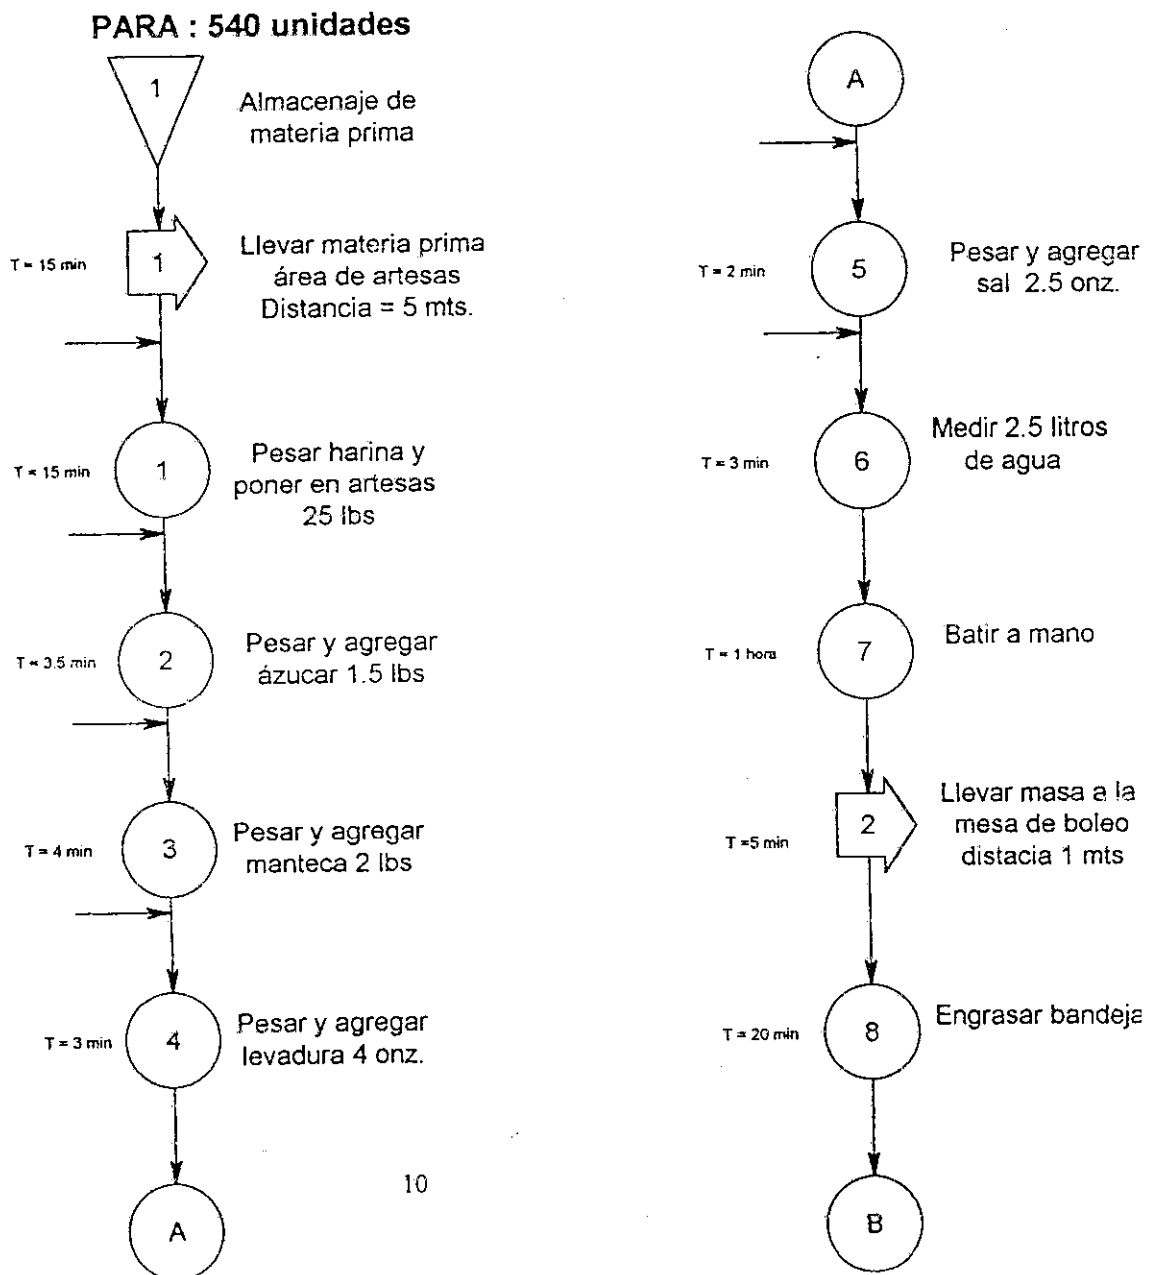 PARA : 540 unidades
1
Almacenaje de
materia prima
T = 15 min
1
Llevar materia prima
área de artesas
Distancia = 5 mts.
T = 15 min
1
Pesar harina y
poner en artesas
25 lbs
T = 3.5 min
2
Pesar y agregar
ázucar 1.5 lbs
T = 4 min
3
Pesar y agregar
manteca 2 lbs
T = 3 min
4
Pesar y agregar
levadura 4 onz.
A
10
A
T = 2 min
5
Pesar y agregar
sal 2.5 onz.
T = 3 min
6
Medir 2.5 litros
de agua
T = 1 hora
7
Batir a mano
T =5 min
2
Llevar masa a la
mesa de boleo
distacia 1 mts
T = 20 min
8
Engrasar bandeja
B